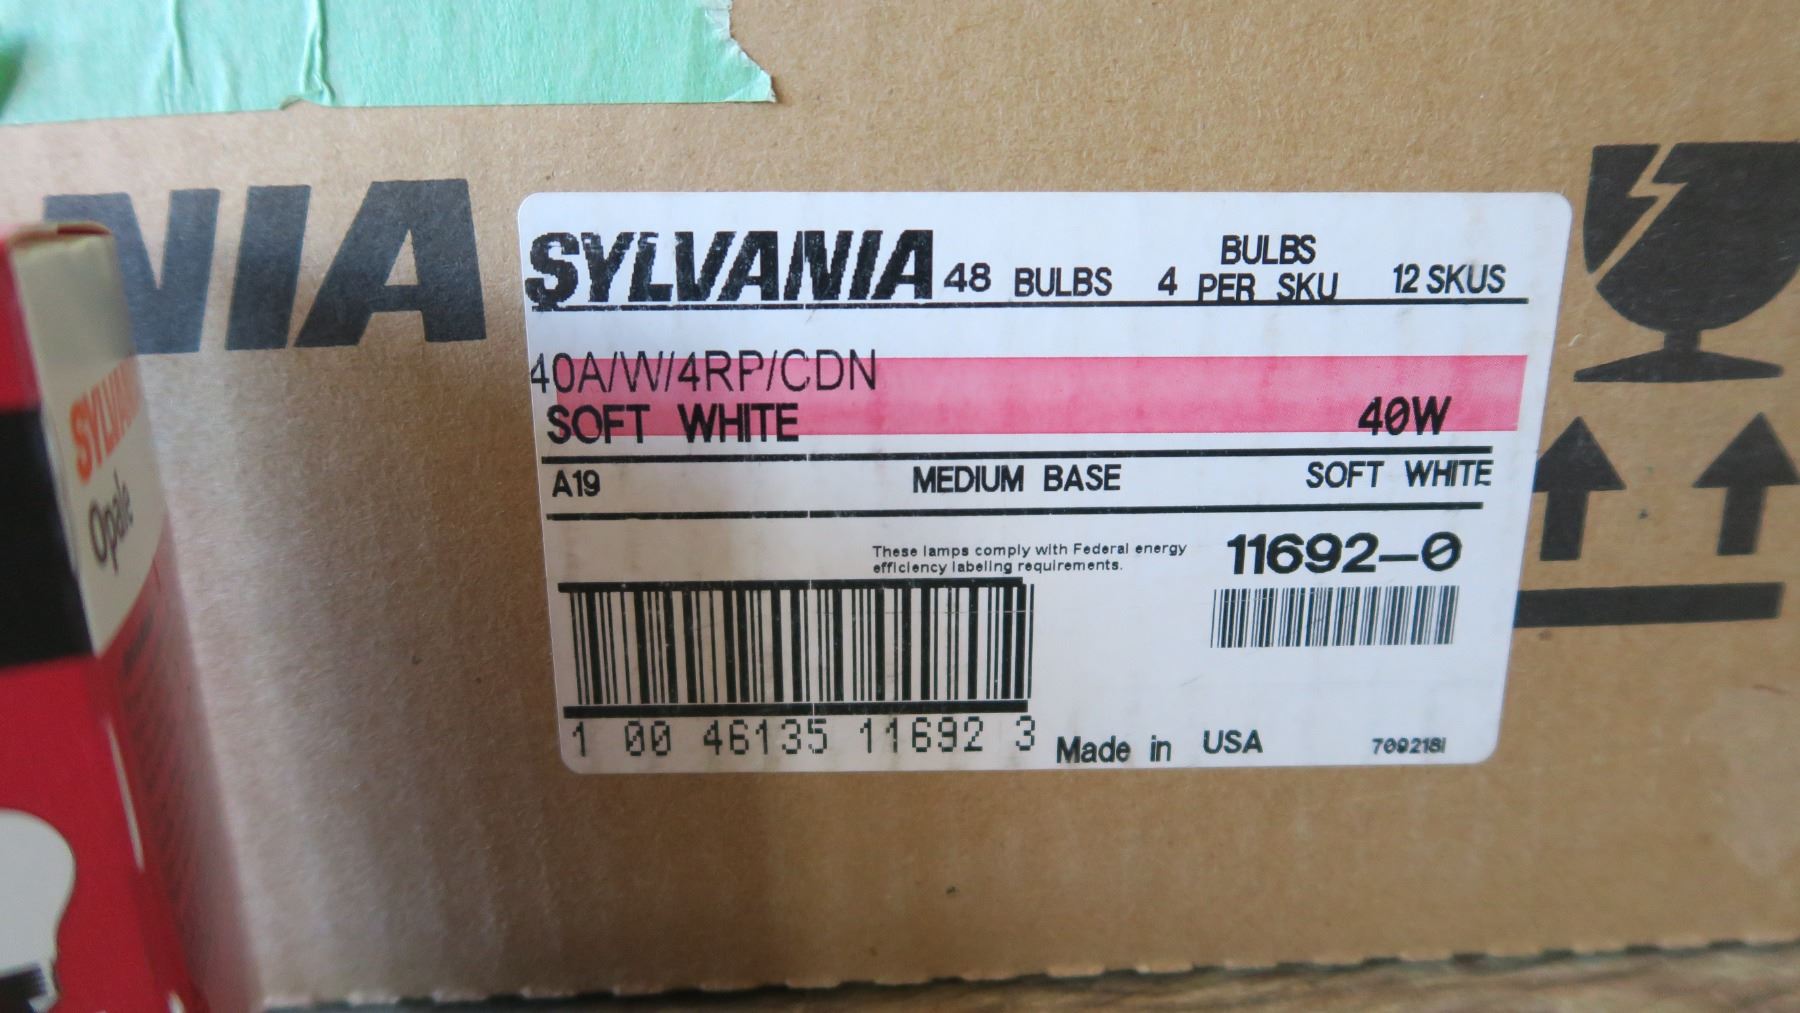 NIA
SYLVANIA 48 BULBS 4 BULBS PER SKU 12 SKUS
40A/W/4RP/CDN
SOFT WHITE 40W
A19 MEDIUM BASE SOFT WHITE
These lamps comply with Federal energy
efficiency labeling requirements.
11692-0
1 00 46135 11692 3
Made in USA 709218I
SYLVA
Opale